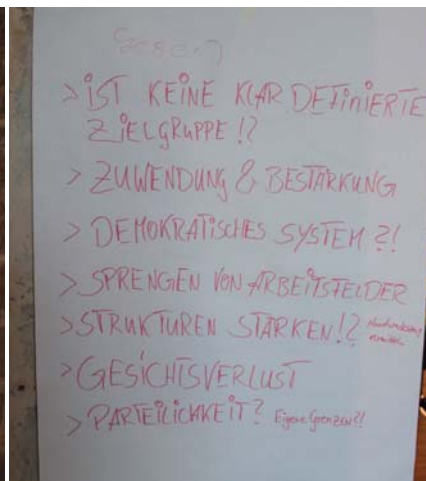 > IST KEINE KLAR DEFINIERTE
ZIELGRUPPE!?
> ZUWENDUNG & BESTÄRKUNG
> DEMOKRATISCHES SYSTEM?!
> SPRENGEN VON ARBEITSFELDER
> STRUKTUREN STÄRKEN!?
> GESICHTSVERLUST
> PARTEILICHKEIT? Eigene Grenzen?!